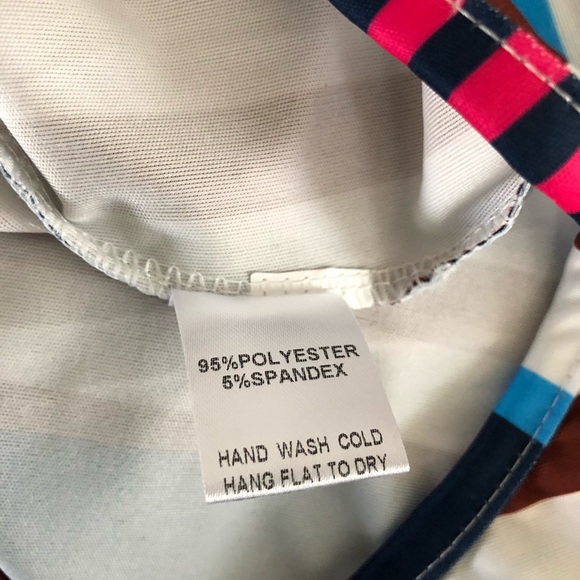 95%POLYESTER
5%SPANDEX
HAND WASH COLD
HANG FLAT TO DRY